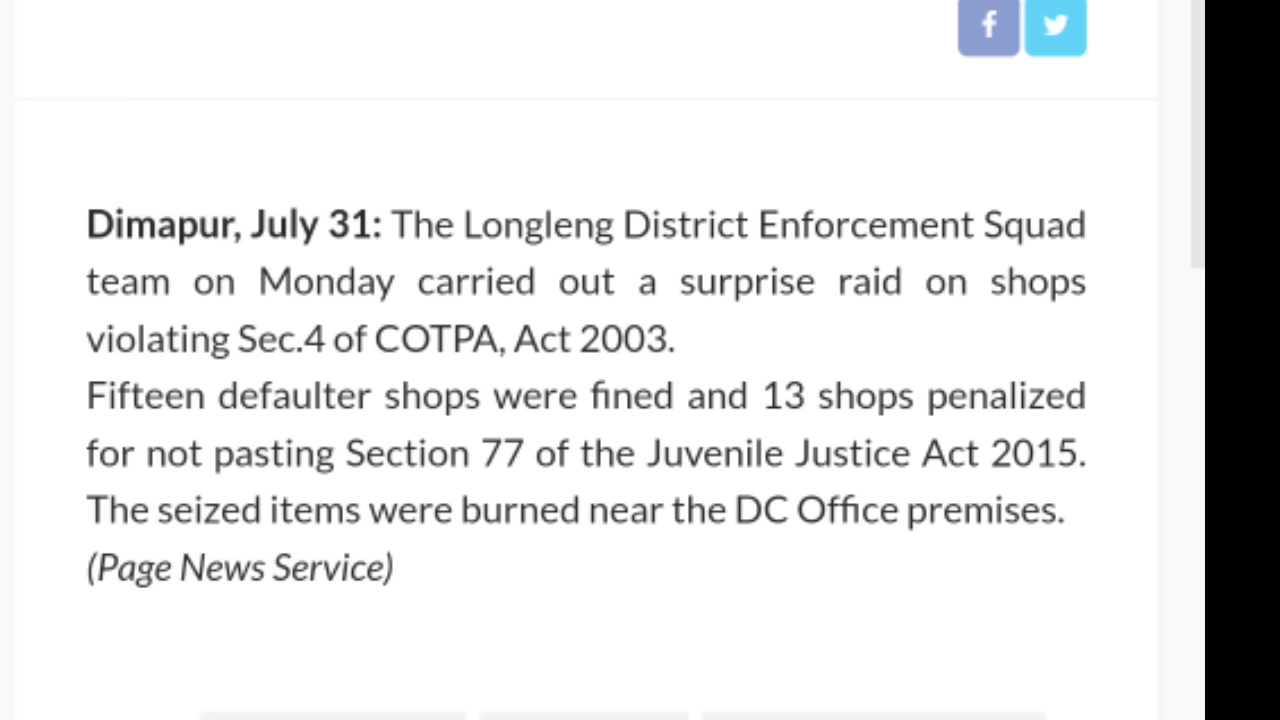 Dimapur, July 31: The Longleng District Enforcement Squad
team on Monday carried out a surprise raid on shops
violating Sec.4 of COTPA, Act 2003.
Fifteen defaulter shops were fined and 13 shops penalized
for not pasting Section 77 of the Juvenile Justice Act 2015.
The seized items were burned near the DC Office premises.
(Page News Service)